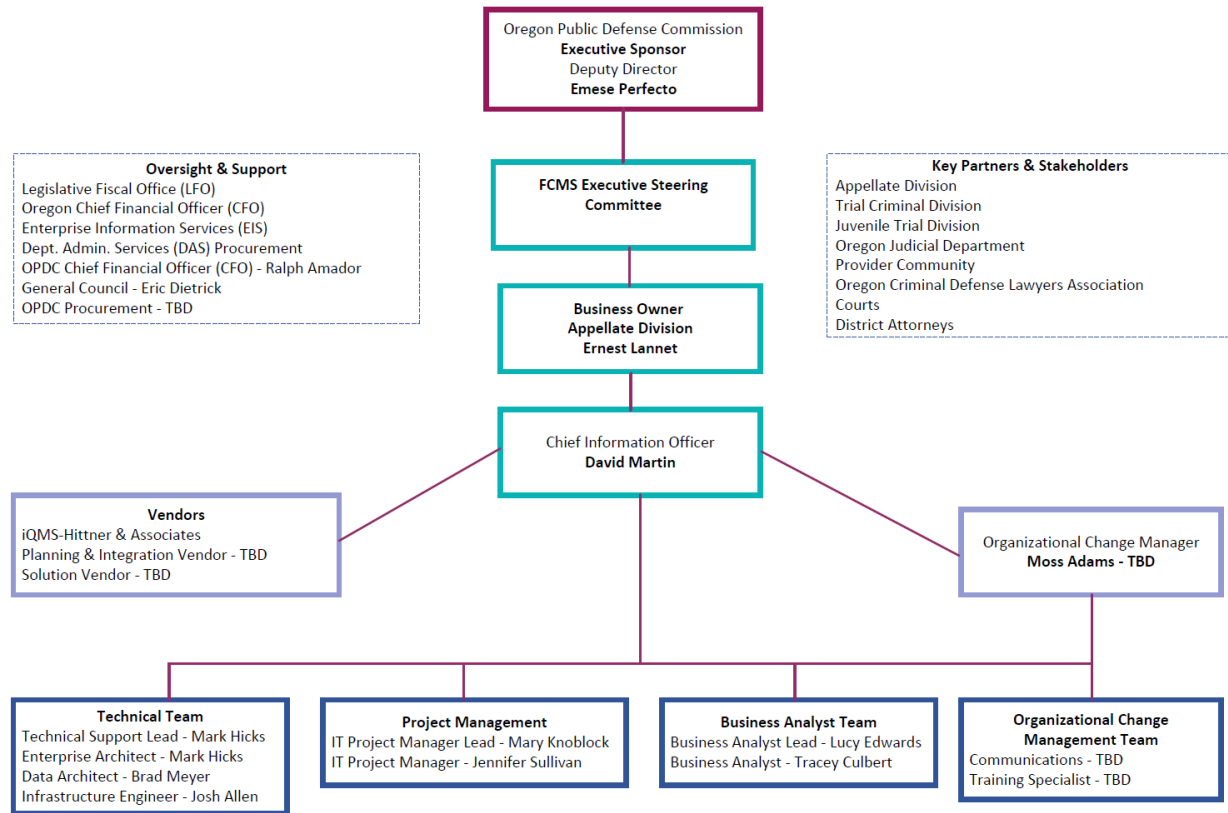 Oregon Public Defense Commission
Executive Sponsor
Deputy Director
Emese Perfecto
Oversight & Support
Legislative Fiscal Office (LFO)
Oregon Chief Financial Officer (CFO)
Enterprise Information Services (EIS)
Dept. Admin. Services (DAS) Procurement
OPDC Chief Financial Officer (CFO) - Ralph Amador
General Council - Eric Dietrick
OPDC Procurement - TBD
FCMS Executive Steering
Committee
Key Partners & Stakeholders
Appellate Division
Trial Criminal Division
Juvenile Trial Division
Oregon Judicial Department
Provider Community
Oregon Criminal Defense Lawyers Association
Courts
District Attorneys
Business Owner
Appellate Division
Ernest Lannet
Chief Information Officer
David Martin
Vendors
iQMS-Hittner & Associates
Planning & Integration Vendor - TBD
Solution Vendor - TBD
Organizational Change Manager
Moss Adams - TBD
Technical Team
Technical Support Lead - Mark Hicks
Enterprise Architect - Mark Hicks
Data Architect - Brad Meyer
Infrastructure Engineer - Josh Allen
Project Management
IT Project Manager Lead - Mary Knoblock
IT Project Manager - Jennifer Sullivan
Business Analyst Team
Business Analyst Lead - Lucy Edwards
Business Analyst - Tracey Culbert
Organizational Change
Management Team
Communications - TBD
Training Specialist - TBD